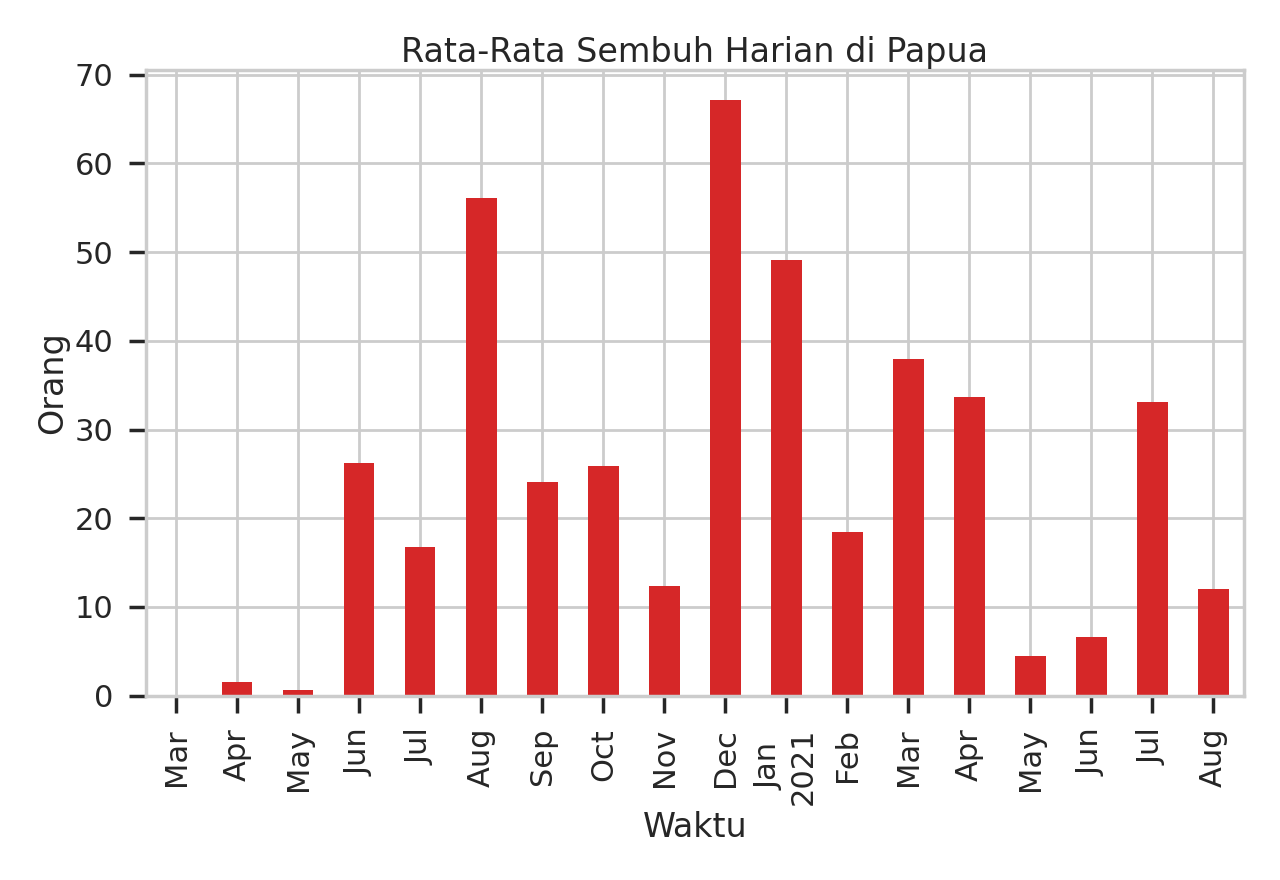 Rata-Rata Sembuh Harian di Papua
70
60
50
40
30
20
10
0
Orang
Mar
Apr
May
Jun
Jul
Aug
Sep
Oct
Nov
Dec
Jan
2021
Feb
Mar
Apr
May
Jun
Jul
Aug
Waktu